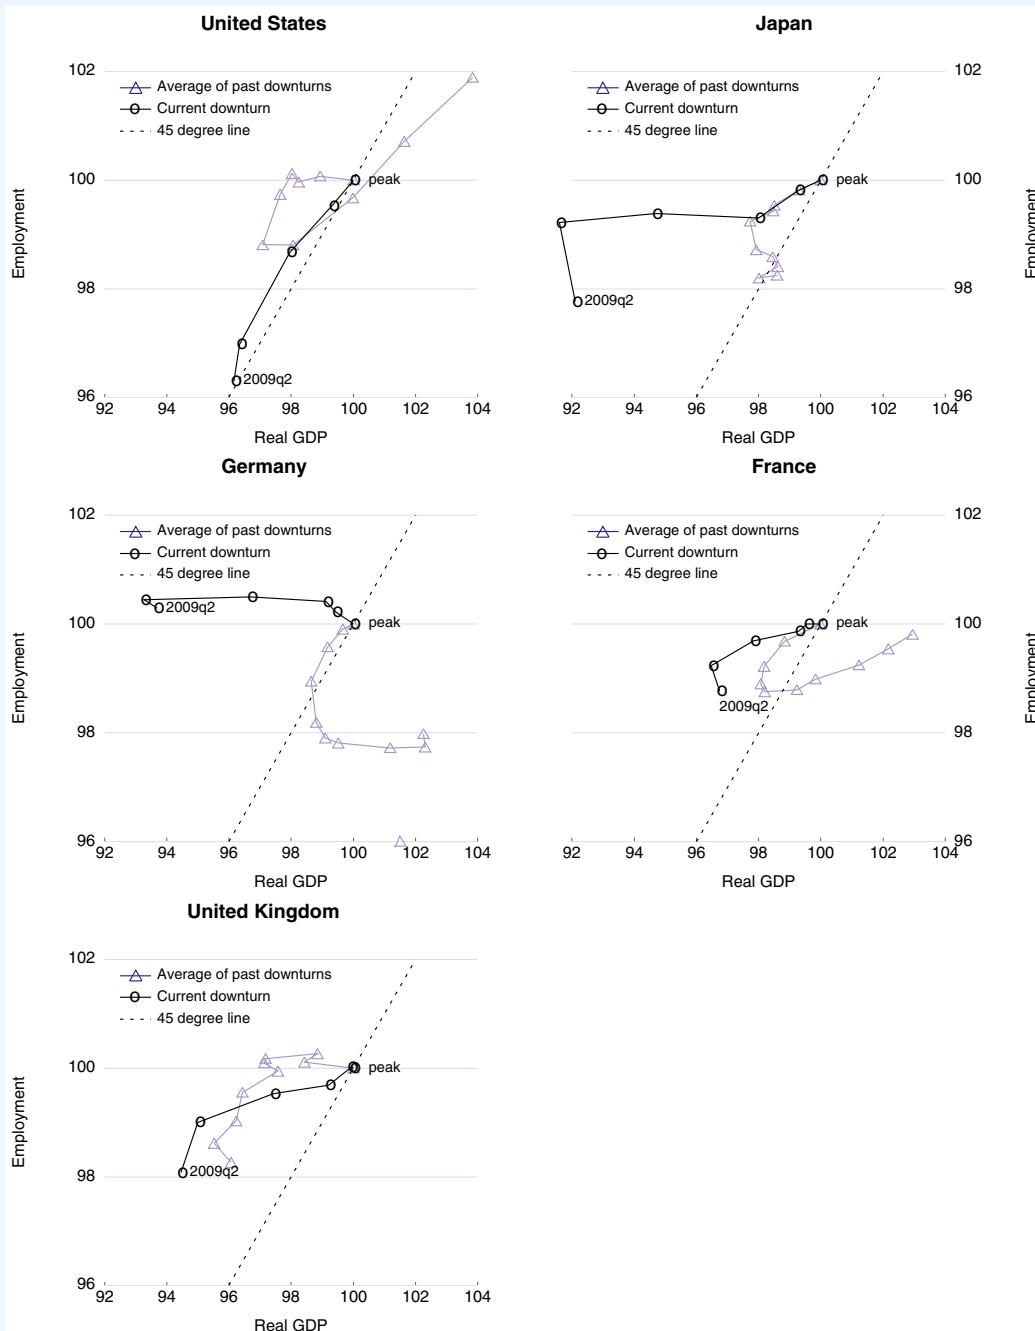 United States
102
Average of past downturns
Current downturn
45 degree line
100
peak
Employment
98
2009q2
96
92 94 96 98 100 102 104
Real GDP
Japan
102
Average of past downturns
Current downturn
45 degree line
100
peak
Employment
98
2009q2
96
92 94 96 98 100 102 104
Real GDP
Germany
102
Average of past downturns
Current downturn
45 degree line
100
peak
2009q2
Employment
98
96
92 94 96 98 100 102 104
Real GDP
France
102
Average of past downturns
Current downturn
45 degree line
100
peak
Employment
2009q2
98
96
92 94 96 98 100 102 104
Real GDP
United Kingdom
102
Average of past downturns
Current downturn
45 degree line
100
peak
Employment
98
2009q2
96
92 94 96 98 100 102 104
Real GDP